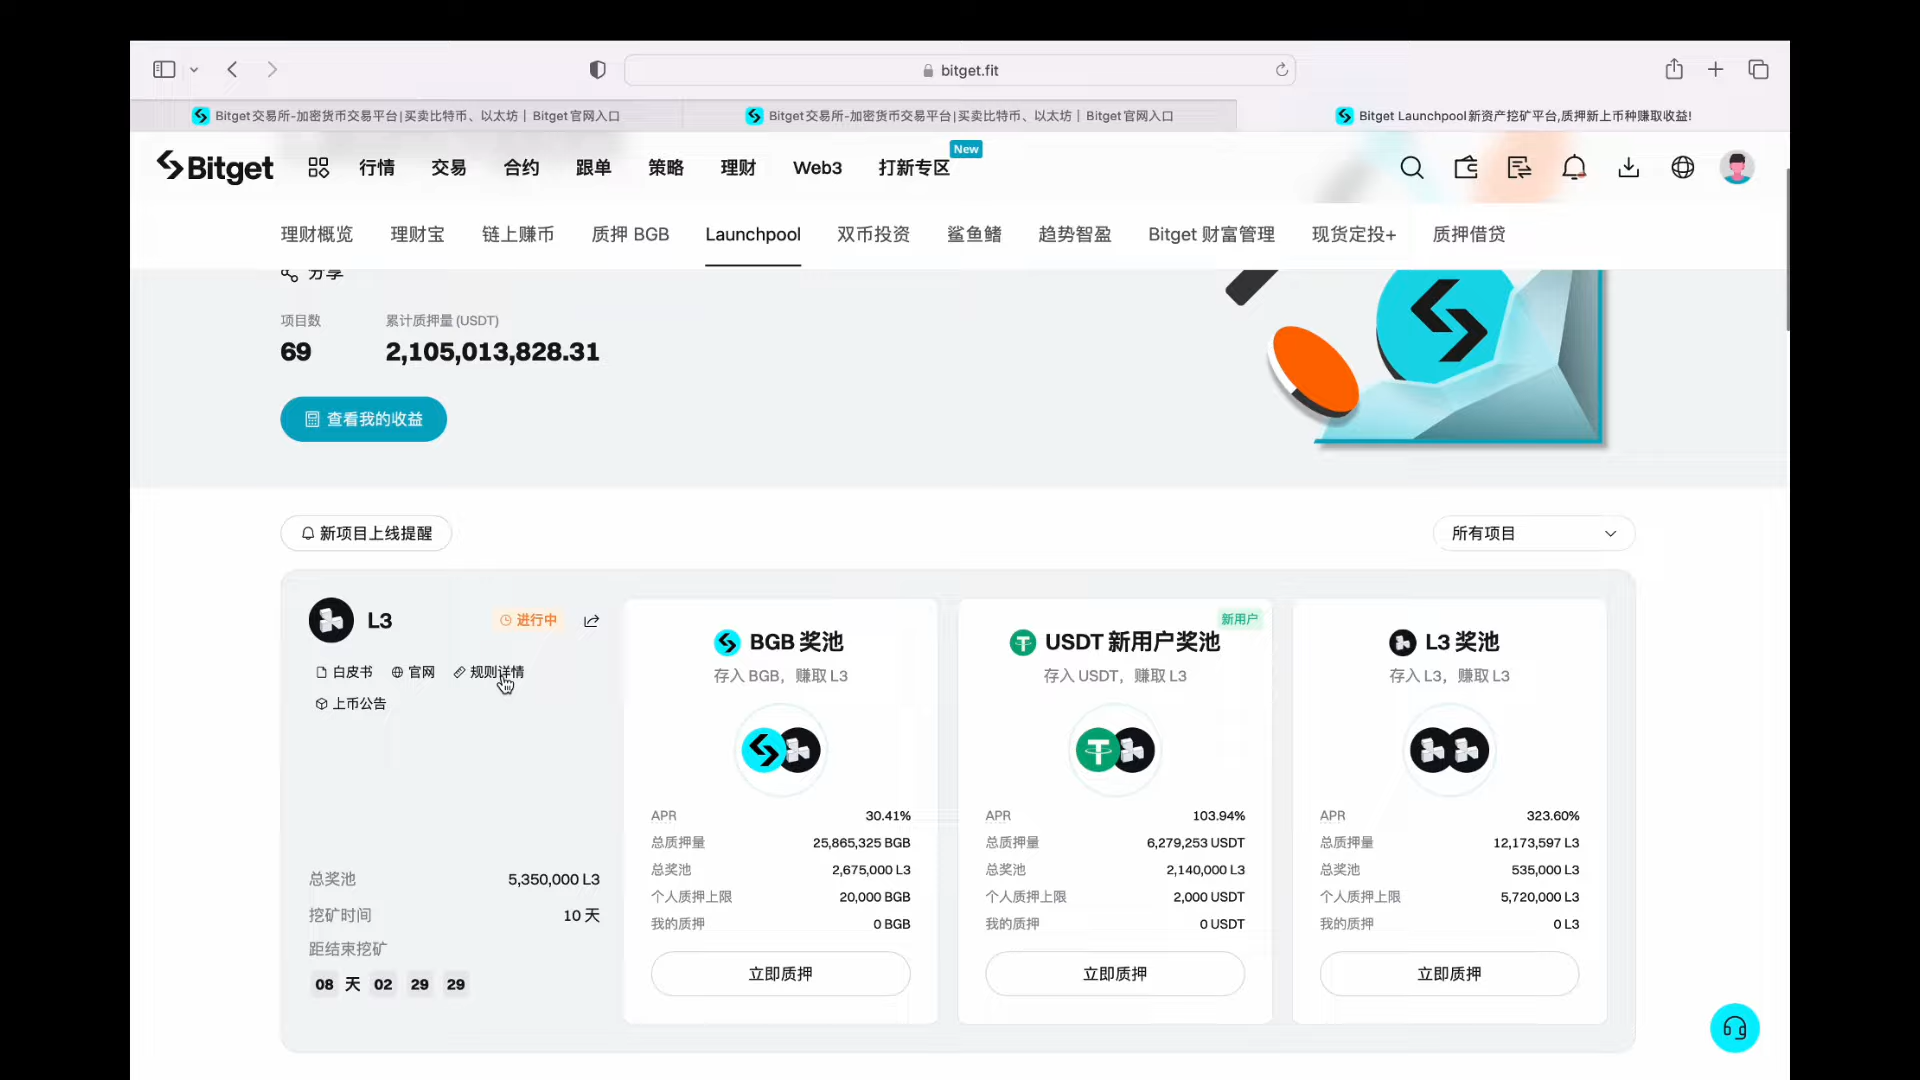 bitget.fit
Bitget交易所-加密货币交易平台|买卖比特币、以太坊 | Bitget官网入口
Bitget交易所-加密货币交易平台|买卖比特币、以太坊 | Bitget官网入口
Bitget Launchpool新资产挖矿平台,质押新上币种赚取收益!
Bitget 行情 交易 合约 跟单 策略 理财 Web3 打新专区 New
理财概览 理财宝 链上赚币 质押 BGB Launchpool 双币投资 鲨鱼鳍 趋势智盈 Bitget 财富管理 现货定投+ 质押借贷
分享
项目数 累计质押量 (USDT)
69 2,105,013,828.31
查看我的收益
新项目上线提醒
所有项目
L3 进行中
白皮书 官网 规则详情
上币公告
总奖池 5,350,000 L3
挖矿时间 10 天
距结束挖矿
08 天 02 29 29
BGB 奖池
存入 BGB，赚取 L3
APR 30.41%
总质押量 25,865,325 BGB
总奖池 2,675,000 L3
个人质押上限 20,000 BGB
我的质押 0 BGB
立即质押
新用户
USDT 新用户奖池
存入 USDT，赚取 L3
APR 103.94%
总质押量 6,279,253 USDT
总奖池 2,140,000 L3
个人质押上限 2,000 USDT
我的质押 0 USDT
立即质押
L3 奖池
存入 L3，赚取 L3
APR 323.60%
总质押量 12,173,597 L3
总奖池 535,000 L3
个人质押上限 5,720,000 L3
我的质押 0 L3
立即质押